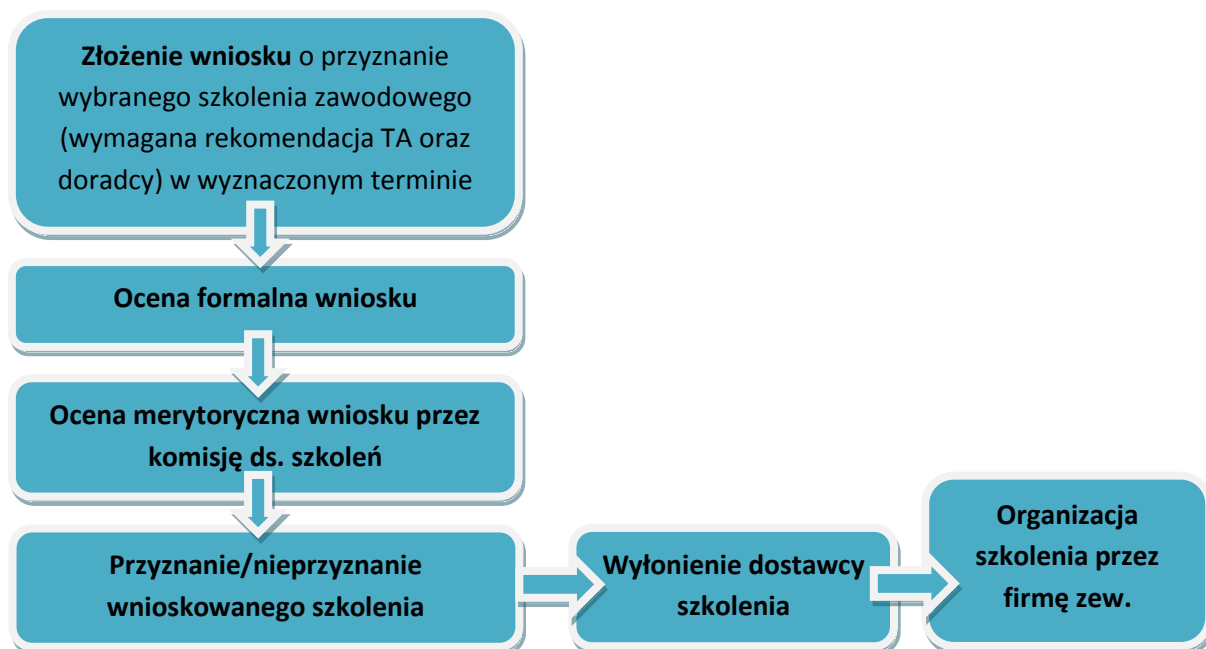 Złożenie wniosku o przyznanie
wybranego szkolenia zawodowego
(wymagana rekomendacja TA oraz
doradcy) w wyznaczonym terminie
Ocena formalna wniosku
Ocena merytoryczna wniosku przez
komisję ds. szkoleń
Przyznanie/nieprzyznanie
wnioskowanego szkolenia
Wyłonienie dostawcy
szkolenia
Organizacja
szkolenia przez
firmę zew.